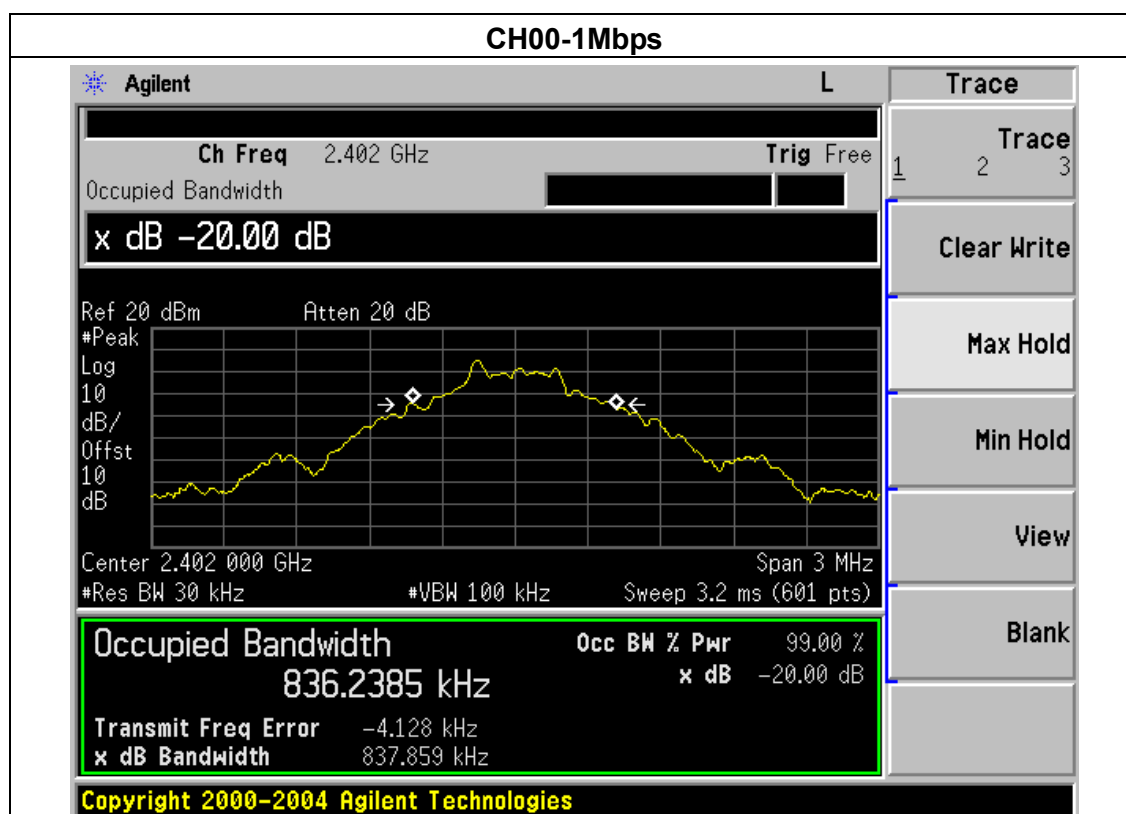 CH00-1Mbps
Agilent L Trace
Ch Freq 2.402 GHz Trig Free
Occupied Bandwidth
x dB -20.00 dB
Ref 20 dBm Atten 20 dB
#Peak
Log
10
dB/
Offst
10
dB
Center 2.402 000 GHz Span 3 MHz
#Res BW 30 kHz #VBW 100 kHz Sweep 3.2 ms (601 pts)
Occupied Bandwidth Occ BW % Pwr 99.00 %
836.2385 kHz x dB -20.00 dB
Transmit Freq Error -4.128 kHz
x dB Bandwidth 837.859 kHz
Copyright 2000-2004 Agilent Technologies
Trace
1 2 3
Clear Write
Max Hold
Min Hold
View
Blank